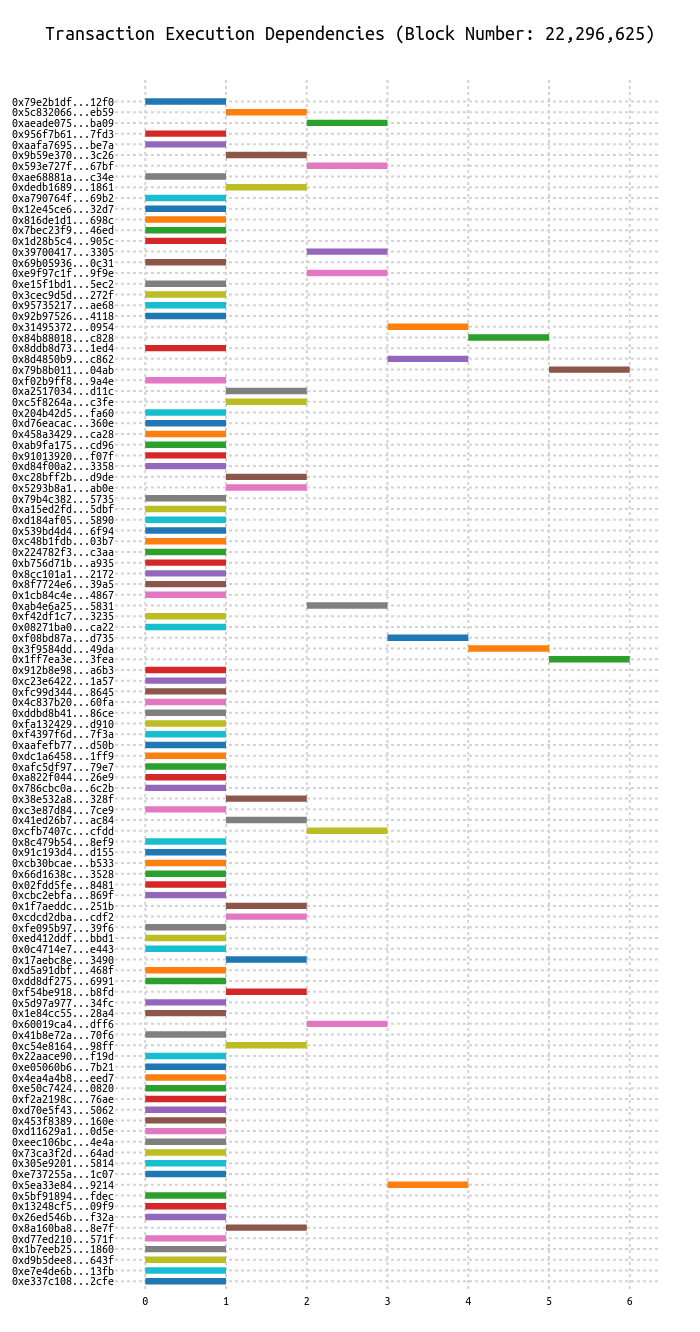 Transaction Execution Dependencies (Block Number: 22,296,625)
0x79e2b1df...12f0
0x5c832066...eb59
0xaeade075...ba09
0x956f7b61...7fd3
0xaafa7695...be7a
0x9b59e370...3c26
0x593e727f...67bf
0xae68881a...c34e
0xdedb1689...1861
0xa790764f...69b2
0x12e45ce6...32d7
0x816de1d1...698c
0x7bec23f9...46ed
0x1d28b5c4...905c
0x39700417...3305
0x69b05936...0c31
0xe9f97c1f...9f9e
0xe15f1bd1...5ec2
0x3cec9d5d...272f
0x95735217...ae68
0x92b97526...4118
0x31495372...0954
0x84b88018...c828
0x8ddb8d73...1ed4
0x8d4850b9...c862
0x79b8b011...04ab
0xf02b9ff8...9a4e
0xa2517034...d11c
0xc5f8264a...c3fe
0x204b42d5...fa60
0xd76eacac...360e
0x458a3429...ca28
0xab9fa175...cd96
0x91013920...f07f
0xd84f00a2...3358
0xc28bff2b...d9de
0x5293b8a1...ab0e
0x79b4c382...5735
0xa15ed2fd...5dbf
0xd184af05...5890
0x539bd4d4...6f94
0xc48b1fdb...03b7
0x224782f3...c3aa
0xb756d71b...a935
0x8cc101a1...2172
0x8f7724e6...39a5
0x1cb84c4e...4867
0xab4e6a25...5831
0xf42df1c7...3235
0x08271ba0...ca22
0xf08bd87a...d735
0x3f9584dd...49da
0x1ff7ea3e...3fea
0x912b8e98...a6b3
0xc23e6422...1a57
0xfc99d344...8645
0x4c837b20...60fa
0xddbd8b41...86ce
0xfa132429...d910
0xf4397f6d...7f3a
0xaafefb77...d50b
0xdc1a6458...1ff9
0xafc5df97...79e7
0xa822f044...26e9
0x786cbc0a...6c2b
0x38e532a8...328f
0xc3e87d84...7ce9
0x41ed26b7...ac84
0xcfb7407c...cfdd
0x8c479b54...8ef9
0x91c193d4...d155
0xcb30bcae...b533
0x66d1638c...3528
0x02fdd5fe...8481
0xcbc2ebfa...869f
0x1f7aeddc...251b
0xcdcd2dba...cdf2
0xfe095b97...39f6
0xed412ddf...bbd1
0x0c4714e7...e443
0x17aebc8e...3490
0xd5a91dbf...468f
0xdd8df275...6991
0xf54be918...b8fd
0x5d97a977...34fc
0x1e84cc55...28a4
0x60019ca4...dff6
0x41b8e72a...70f6
0xc54e8164...98ff
0x22aace90...f19d
0xe05060b6...7b21
0x4ea4a4b8...eed7
0xe50c7424...0820
0xf2a2198c...76ae
0xd70e5f43...5062
0x453f8389...160e
0xd11629a1...0d5e
0xeec106bc...4e4a
0x73ca3f2d...64ad
0x305e9201...5814
0xe737255a...1c07
0x5ea33e84...9214
0x5bf91894...fdec
0x13248cf5...09f9
0x26ed546b...f32a
0x8a160ba8...8e7f
0xd77ed210...571f
0x1b7eeb25...1860
0xd9b5dee8...643f
0xe7e4de6b...13fb
0xe337c108...2cfe
0 1 2 3 4 5 6